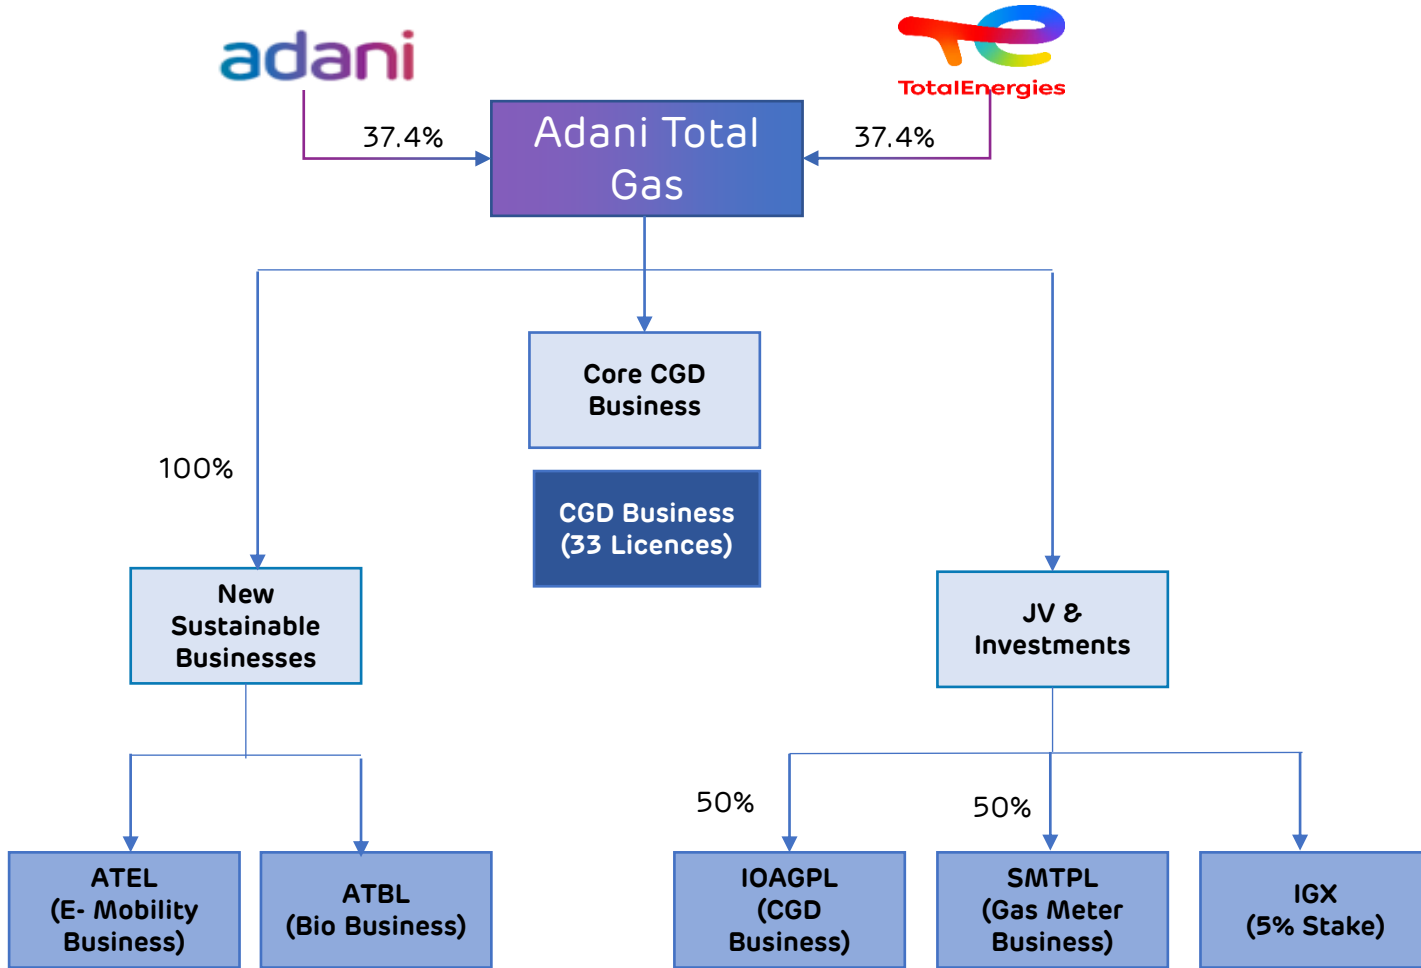 adani
TotalEnergies
37.4%
Adani Total
Gas
37.4%
Core CGD
Business
100%
CGD Business
(33 Licences)
New
Sustainable
Businesses
JV &
Investments
50%
50%
ATEL
(E- Mobility
Business)
ATBL
(Bio Business)
IOAGPL
(CGD
Business)
SMTPL
(Gas Meter
Business)
IGX
(5% Stake)